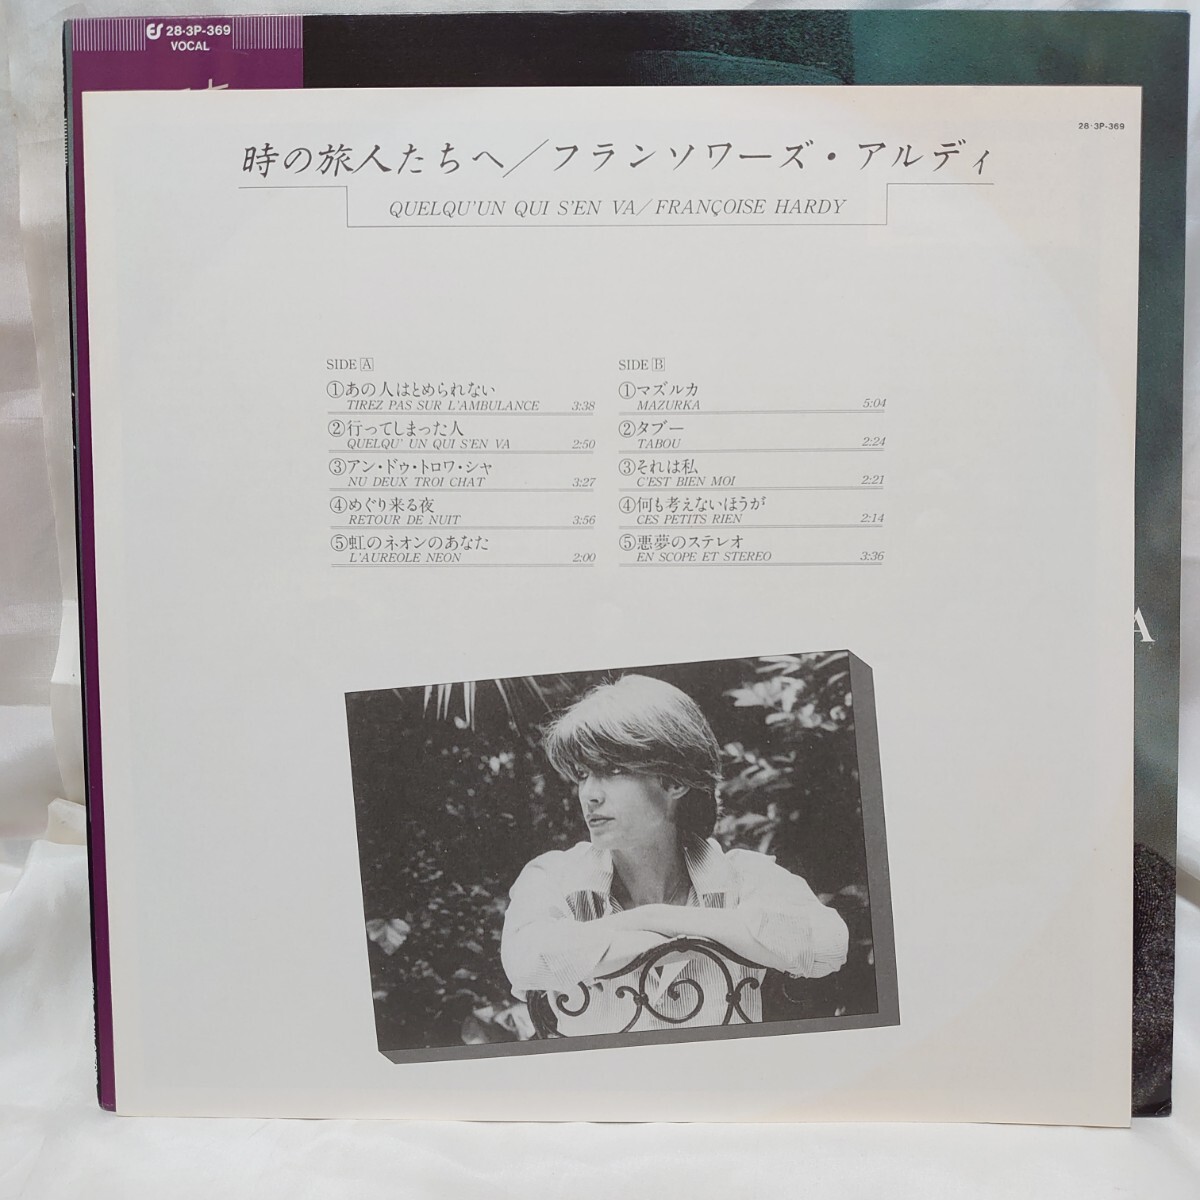 28·3P-369
VOCAL
28·3P-369
時の旅人たちへ／フランソワーズ・アルディ
QUELQU'UN QUI S'EN VA／FRANÇOISE HARDY
SIDE A
①あの人はとめられない
TIREZ PAS SUR L'AMBULANCE 3:38
②行ってしまった人
QUELQU' UN QUI S'EN VA 2:50
③アン・ドゥ・トロワ・シャ
NU DEUX TROI CHAT 3:27
④めぐり来る夜
RETOUR DE NUIT 3:56
⑤虹のネオンのあなた
L'AUREOLE NEON 2:00
SIDE B
①マズルカ
MAZURKA 5:04
②タブー
TABOU 2:24
③それは私
C'EST BIEN MOI 2:21
④何も考えないほうが
CES PETITS RIEN 2:14
⑤悪夢のステレオ
EN SCOPE ET STEREO 3:36
A